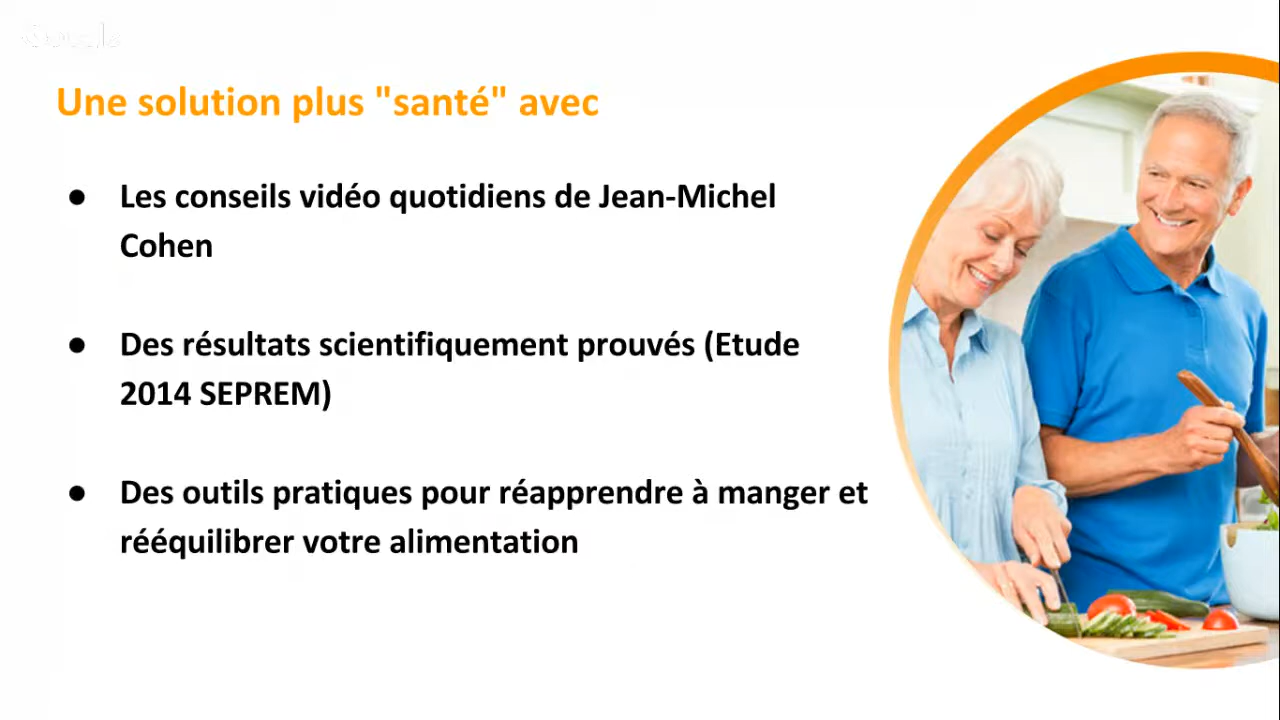 Une solution plus "santé" avec
● Les conseils vidéo quotidiens de Jean-Michel
Cohen
● Des résultats scientifiquement prouvés (Etude
2014 SEPREM)
● Des outils pratiques pour réapprendre à manger et
rééquilibrer votre alimentation